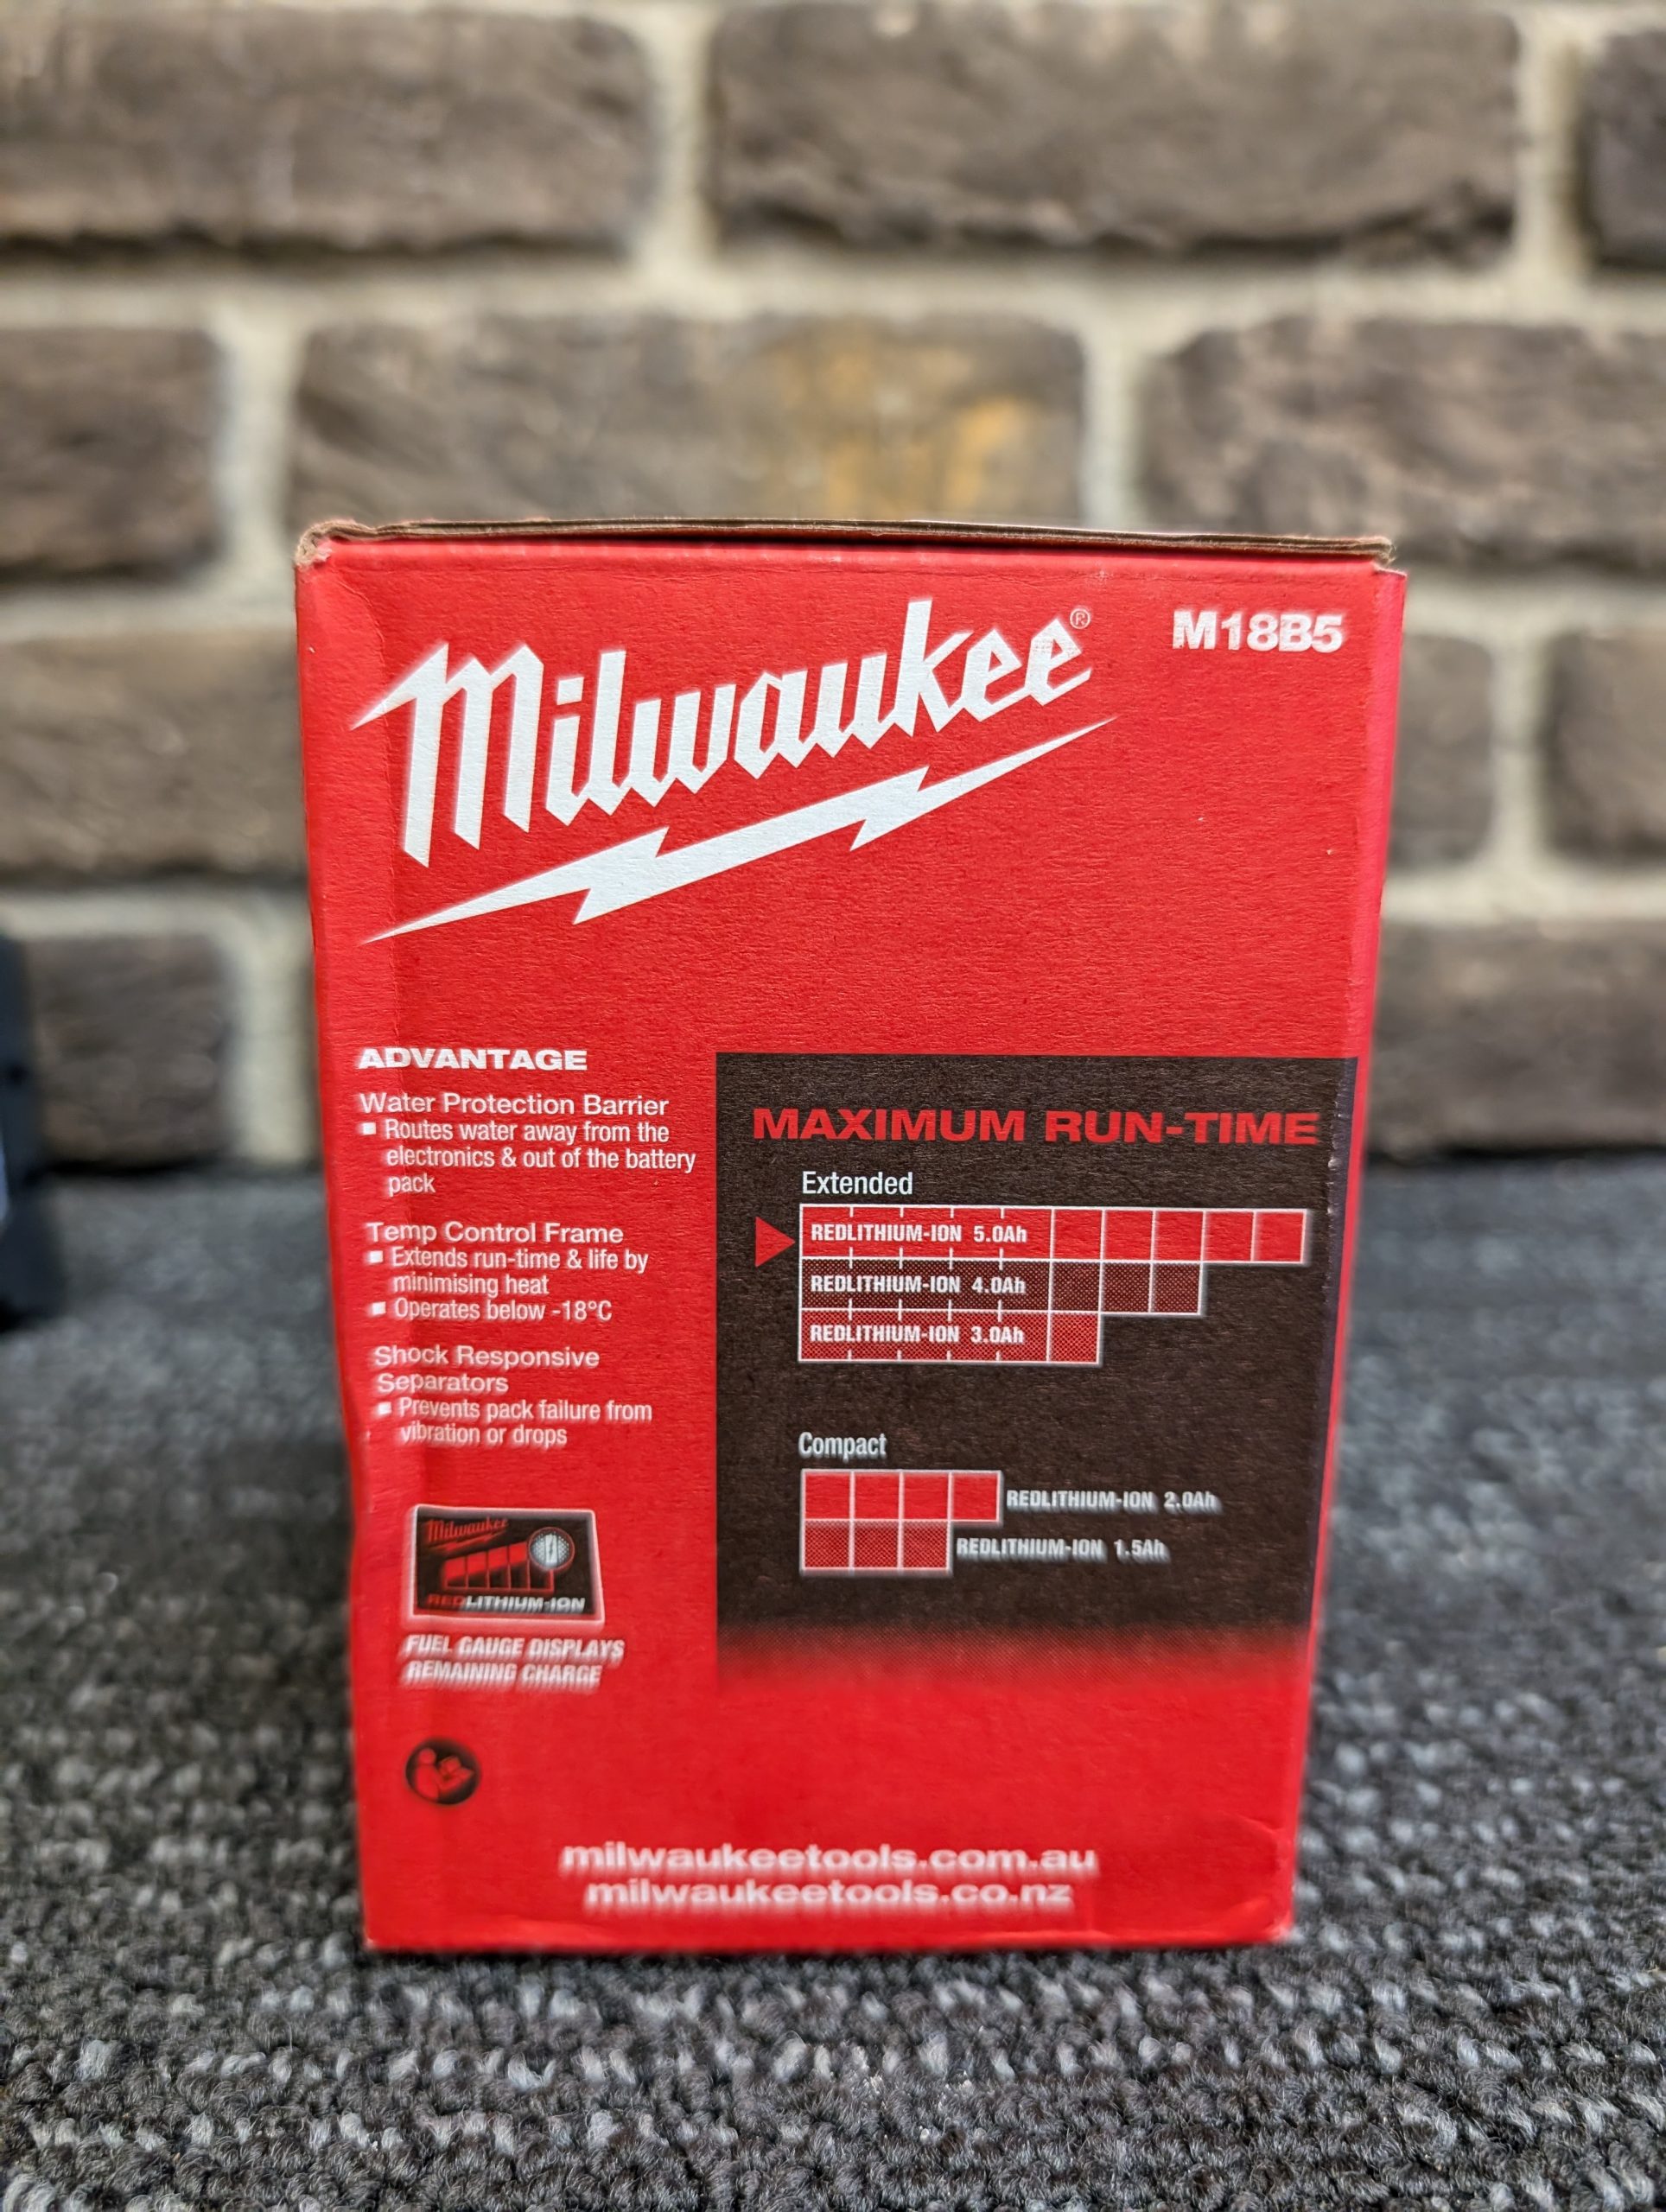 Milwaukee®
M18B5
ADVANTAGE
Water Protection Barrier
▪ Routes water away from the
electronics & out of the battery
pack
Temp Control Frame
▪ Extends run-time & life by
minimising heat
▪ Operates below -18°C
Shock Responsive
Separators
▪ Prevents pack failure from
vibration or drops
Milwaukee
REDLITHIUM-ION
FUEL GAUGE DISPLAYS
REMAINING CHARGE
MAXIMUM RUN-TIME
Extended
REDLITHIUM-ION 5.0Ah
REDLITHIUM-ION 4.0Ah
REDLITHIUM-ION 3.0Ah
Compact
REDLITHIUM-ION 2.0Ah
REDLITHIUM-ION 1.5Ah
milwaukeetools.com.au
milwaukeetools.co.nz